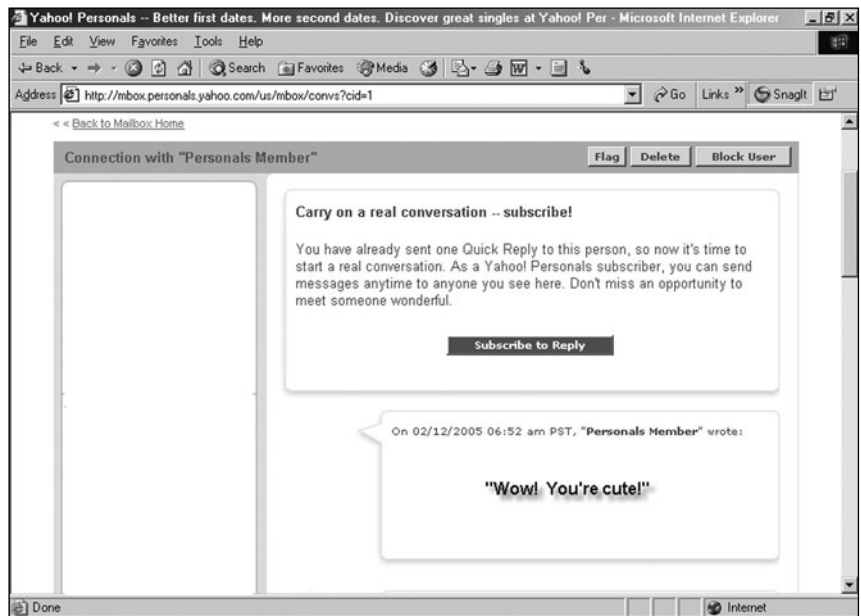 Yahoo! Personals -- Better first dates. More second dates. Discover great singles at Yahoo! Per - Microsoft Internet Explorer
File Edit View Favorites Tools Help
Back Search Favorites Media
Address http://mbox.personals.yahoo.com/us/mbox/convs?cid=1 Go Links » SnagIt
< < Back to Mailbox Home
Connection with "Personals Member" Flag Delete Block User
Carry on a real conversation -- subscribe!
You have already sent one Quick Reply to this person, so now it's time to
start a real conversation. As a Yahoo! Personals subscriber, you can send
messages anytime to anyone you see here. Don't miss an opportunity to
meet someone wonderful.
Subscribe to Reply
On 02/12/2005 06:52 am PST, "Personals Member" wrote:
"Wow! You're cute!"
Done Internet